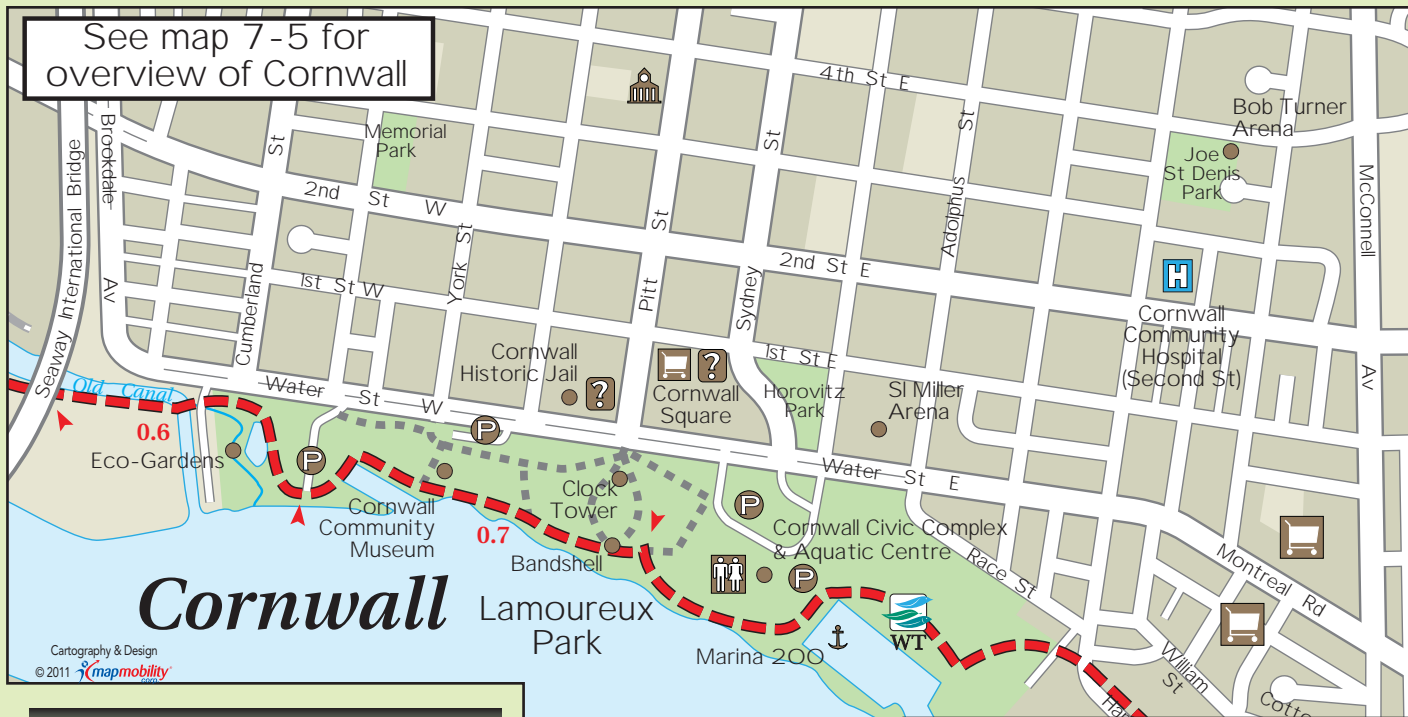 See map 7-5 for
overview of Cornwall
4th St E
Bob Turner
Arena
Memorial
Park
St
St
St
Brookdale
Av
Seaway International Bridge
Joe
St Denis
Park
McConnell
Av
2nd St W
Adolphus
York St
St
2nd St E
H
1st St W
Pitt
Sydney
Cumberland
Cornwall
Community
Hospital
(Second St)
Cornwall
Historic Jail
?
?
Cornwall
Square
1st St E
Horovitz
Park
SI Miller
Arena
Old Canal
Water St W
0.6
P
Eco-Gardens
P
Water St E
Clock
Tower
P
Cornwall
Community
Museum
0.7
Bandshell
Cornwall Civic Complex
& Aquatic Centre
P
Race St
Montreal Rd
Cornwall
Lamoureux
Park
WT
Marina 200
William
St
Cartography & Design
© 2011 mapmobility
.com